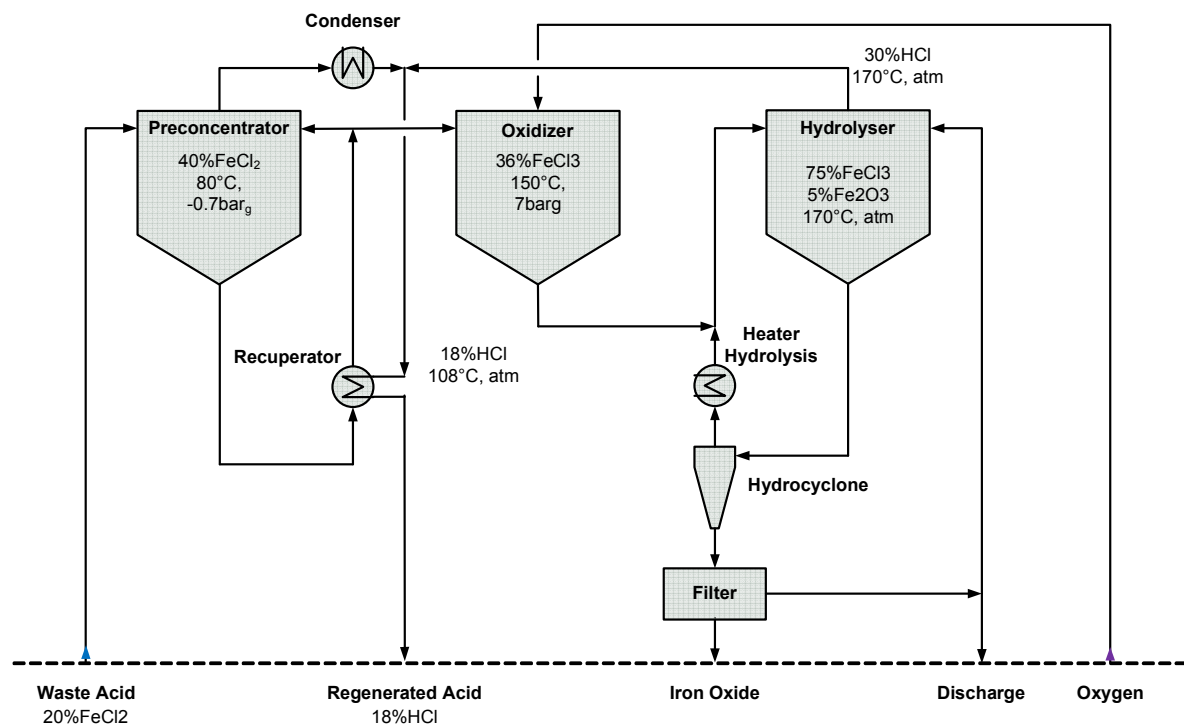 Condenser
30%HCl
170°C, atm
Preconcentrator
40%FeCl₂
80°C,
-0.7bar₉
Oxidizer
36%FeCl3
150°C,
7barg
Hydrolyser
75%FeCl3
5%Fe2O3
170°C, atm
Recuperator
18%HCl
108°C, atm
Heater
Hydrolysis
Hydrocyclone
Filter
Waste Acid
20%FeCl2
Regenerated Acid
18%HCl
Iron Oxide
Discharge
Oxygen